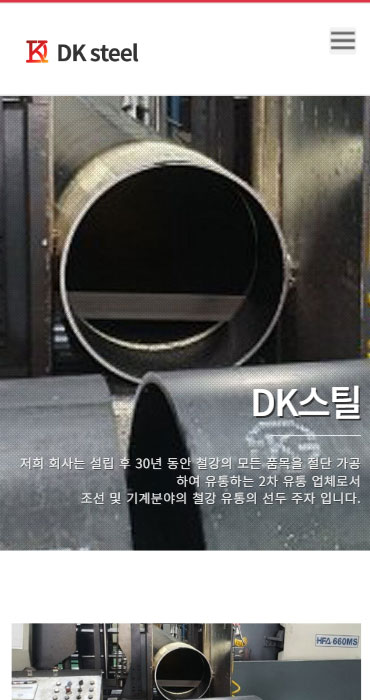 DK steel
DK스틸
저희 회사는 설립 후 30년 동안 철강의 모든 품목을 절단 가공
하여 유통하는 2차 유통 업체로서
조선 및 기계분야의 철강 유통의 선두 주자 입니다.
HFA 660MS